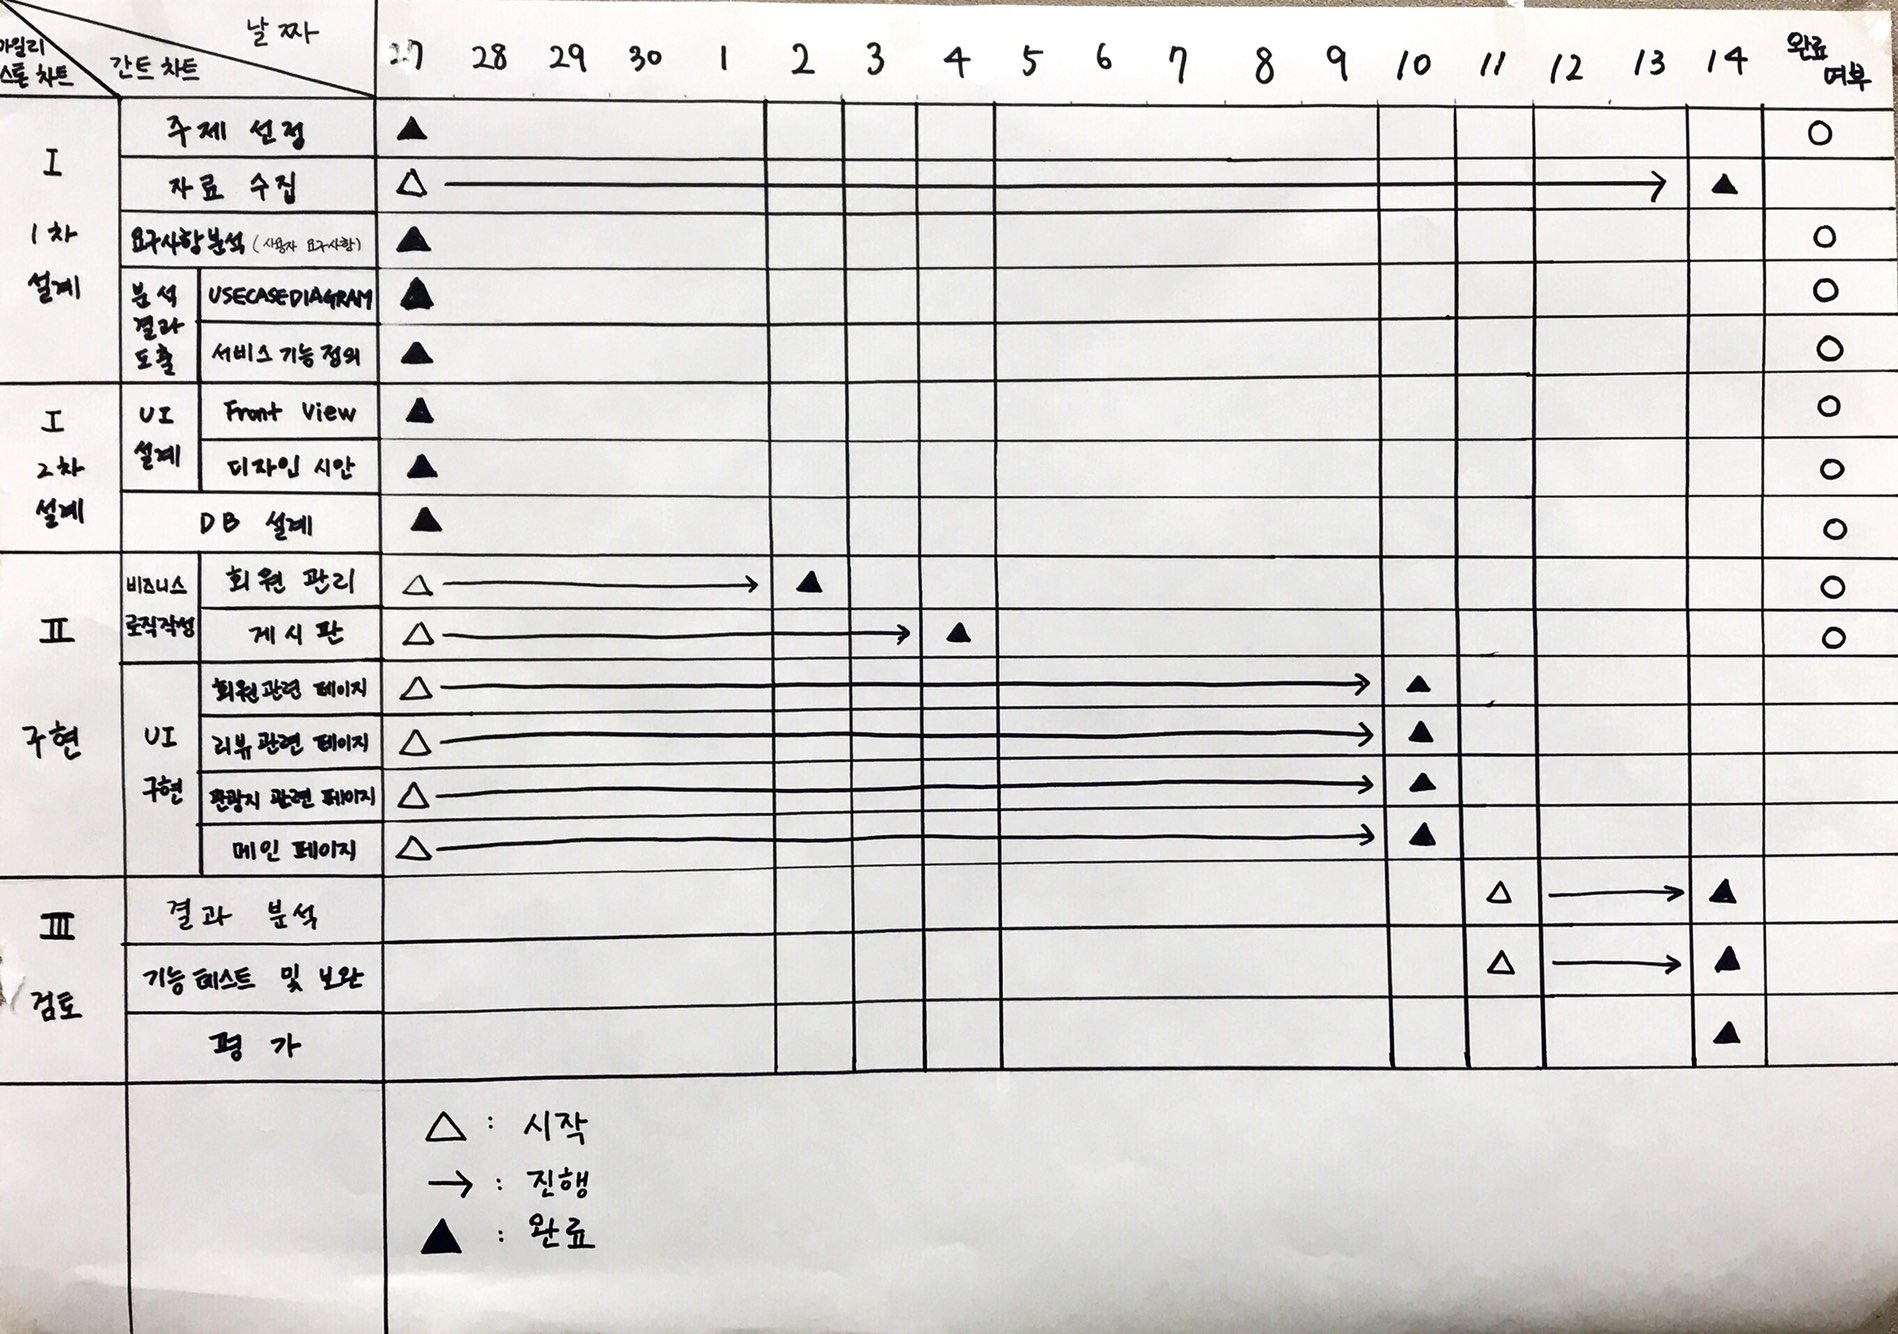 날짜
마일리
스톤 차트
간트 차트
27 28 29 30 1 2 3 4 5 6 7 8 9 10 11 12 13 14 완료
여부
I
1차
설계
주제 선정 ▲ ○
자료 수집 △ → ▲
요구사항 분석 (사용자 요구사항) ▲ ○
분석
결과
도출
USECASEDIAGRAM ▲ ○
서비스 기능 정의 ▲ ○
I
2차
설계
UI
설계
Front View ▲ ○
디자인 시안 ▲ ○
DB 설계 ▲ ○
II
구현
비즈니스
로직작성
회원 관리 △ → ▲ ○
게시판 △ → ▲ ○
UI
구현
회원 관련 페이지 △ → ▲
리뷰 관련 페이지 △ → ▲
관광지 관련 페이지 △ → ▲
메인 페이지 △ → ▲
III
검토
결과 분석 △ → ▲
기능 테스트 및 보완 △ → ▲
평가 ▲
△ : 시작
→ : 진행
▲ : 완료